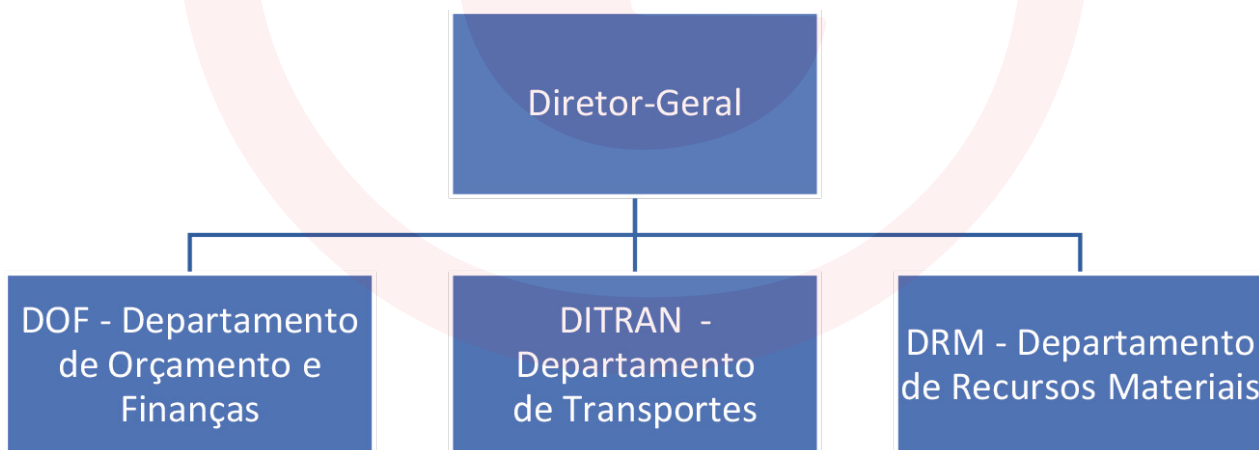 Diretor-Geral
DOF - Departamento
de Orçamento e
Finanças
DITRAN -
Departamento
de Transportes
DRM - Departamento
de Recursos Materiais